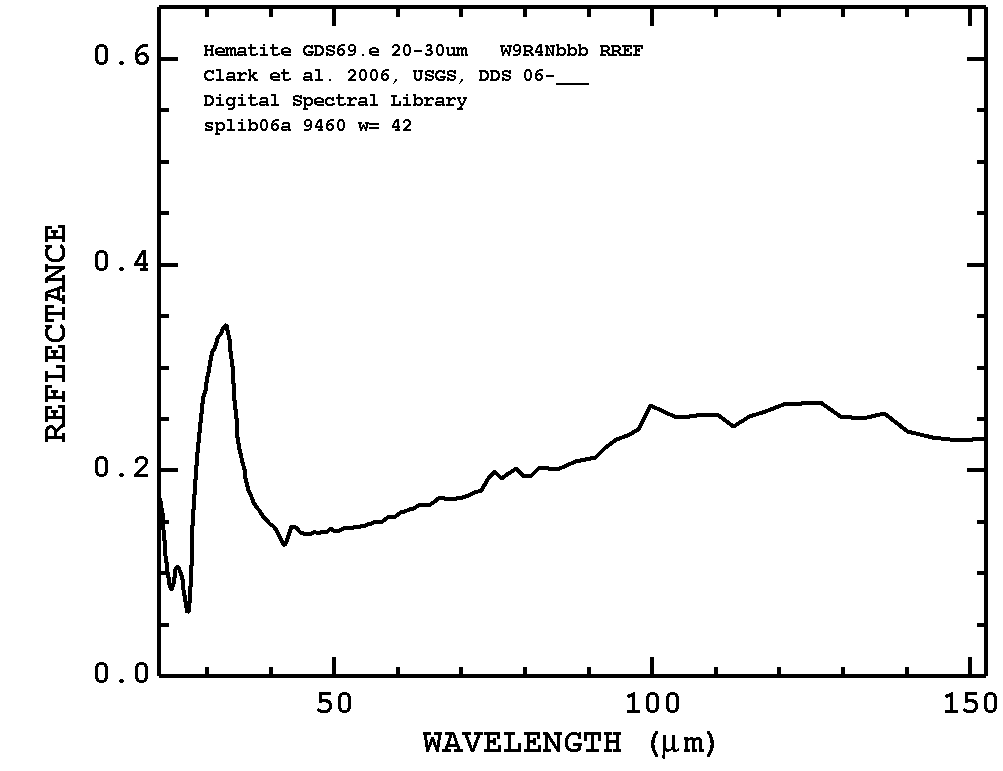 Hematite GDS69.e 20-30um W9R4Nbbb RREF
Clark et al. 2006, USGS, DDS 06-___
Digital Spectral Library
splib06a 9460 w= 42
0.6
0.4
0.2
0.0
REFLECTANCE
50
100
150
WAVELENGTH (μm)